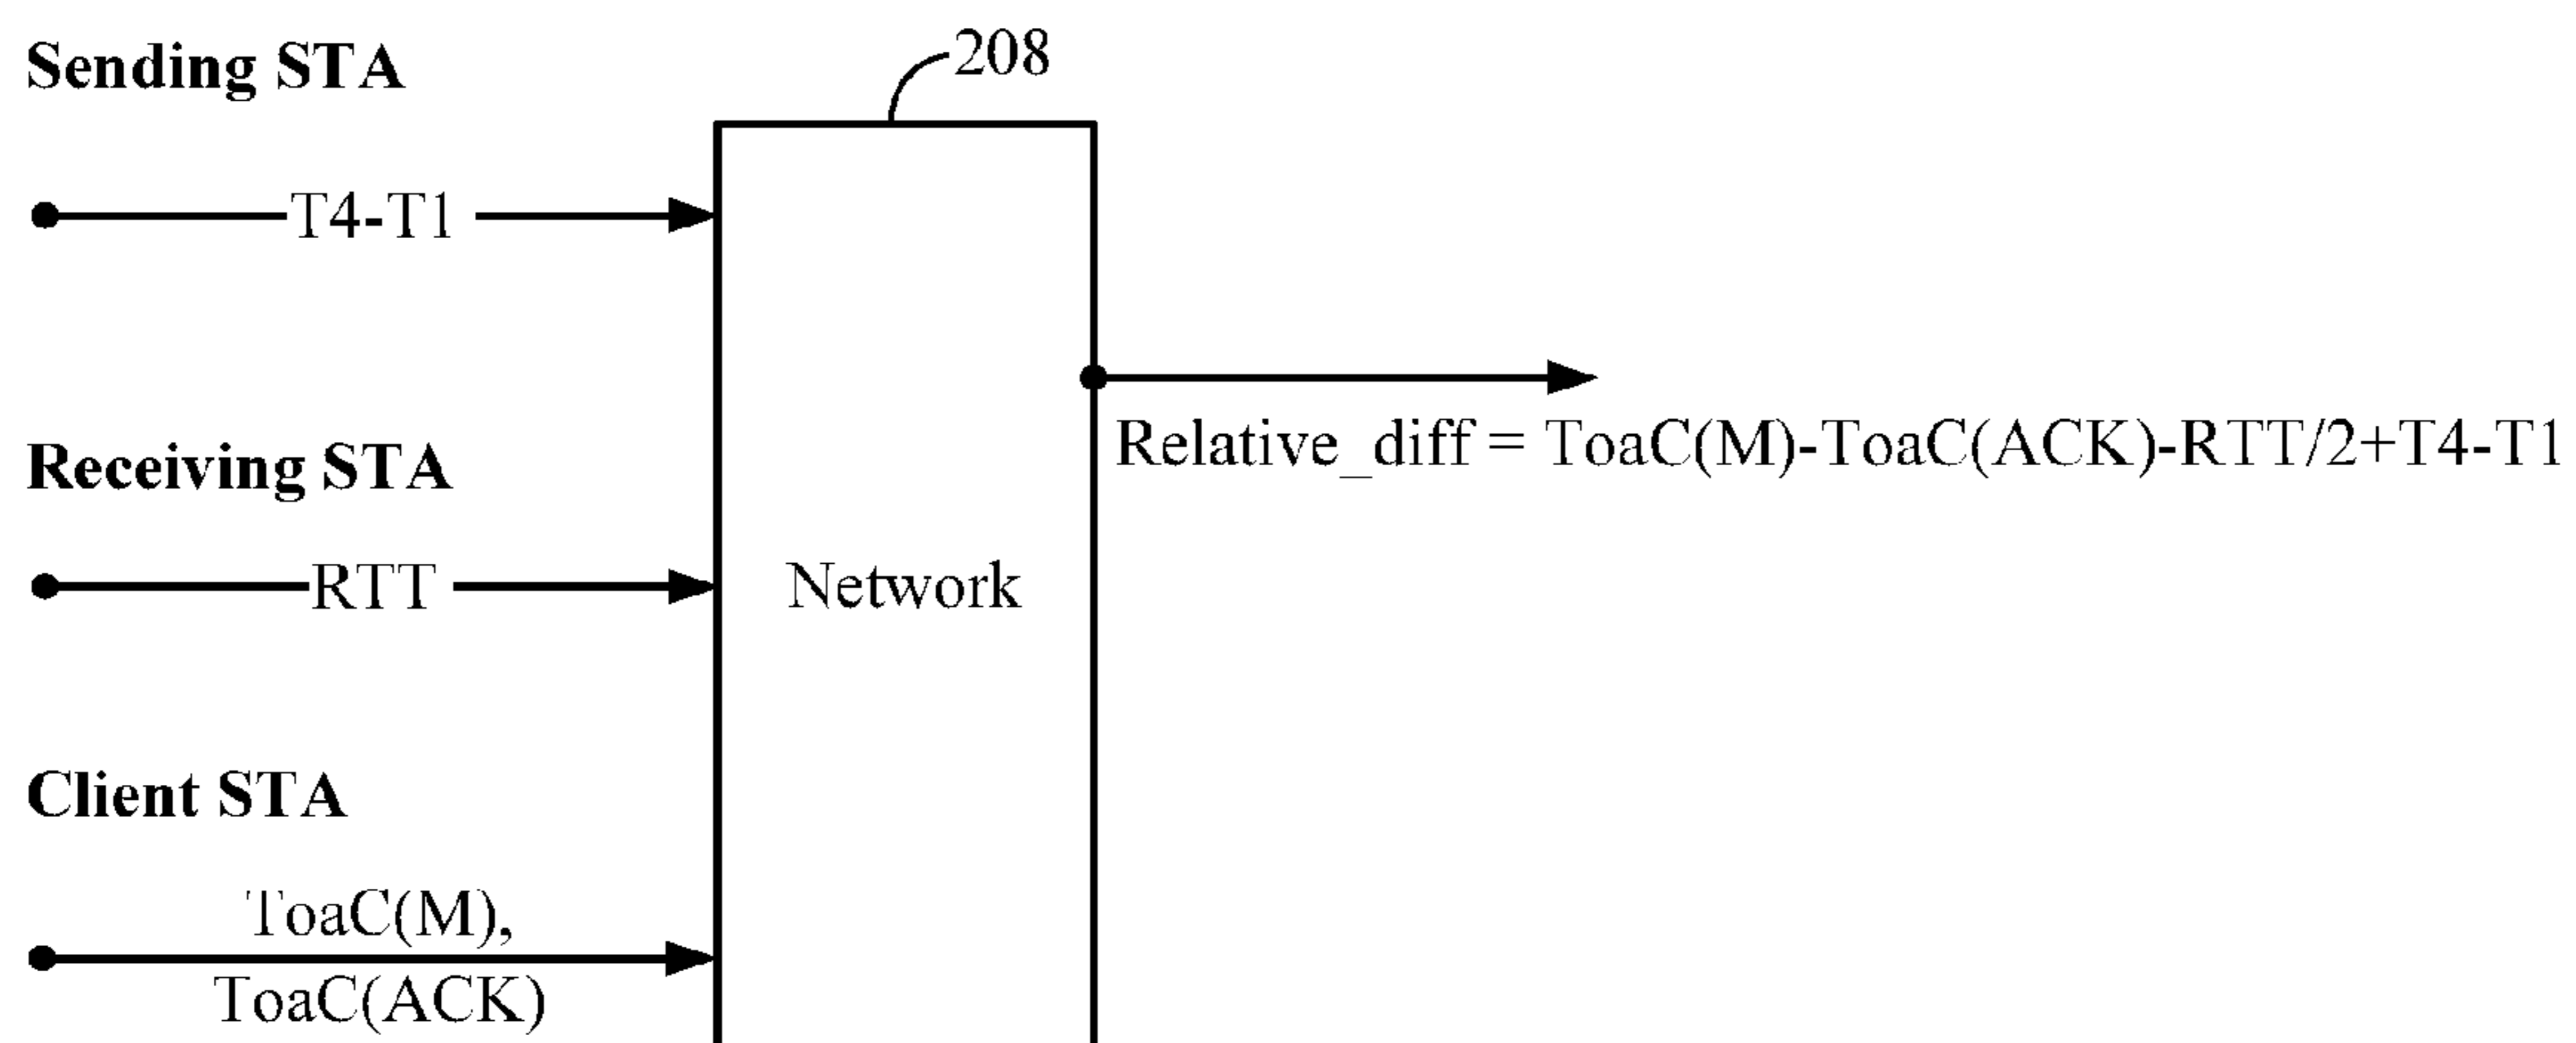 Sending STA
208
T4-T1
Relative_diff = ToaC(M)-ToaC(ACK)-RTT/2+T4-T1
Receiving STA
RTT
Network
Client STA
ToaC(M),
ToaC(ACK)